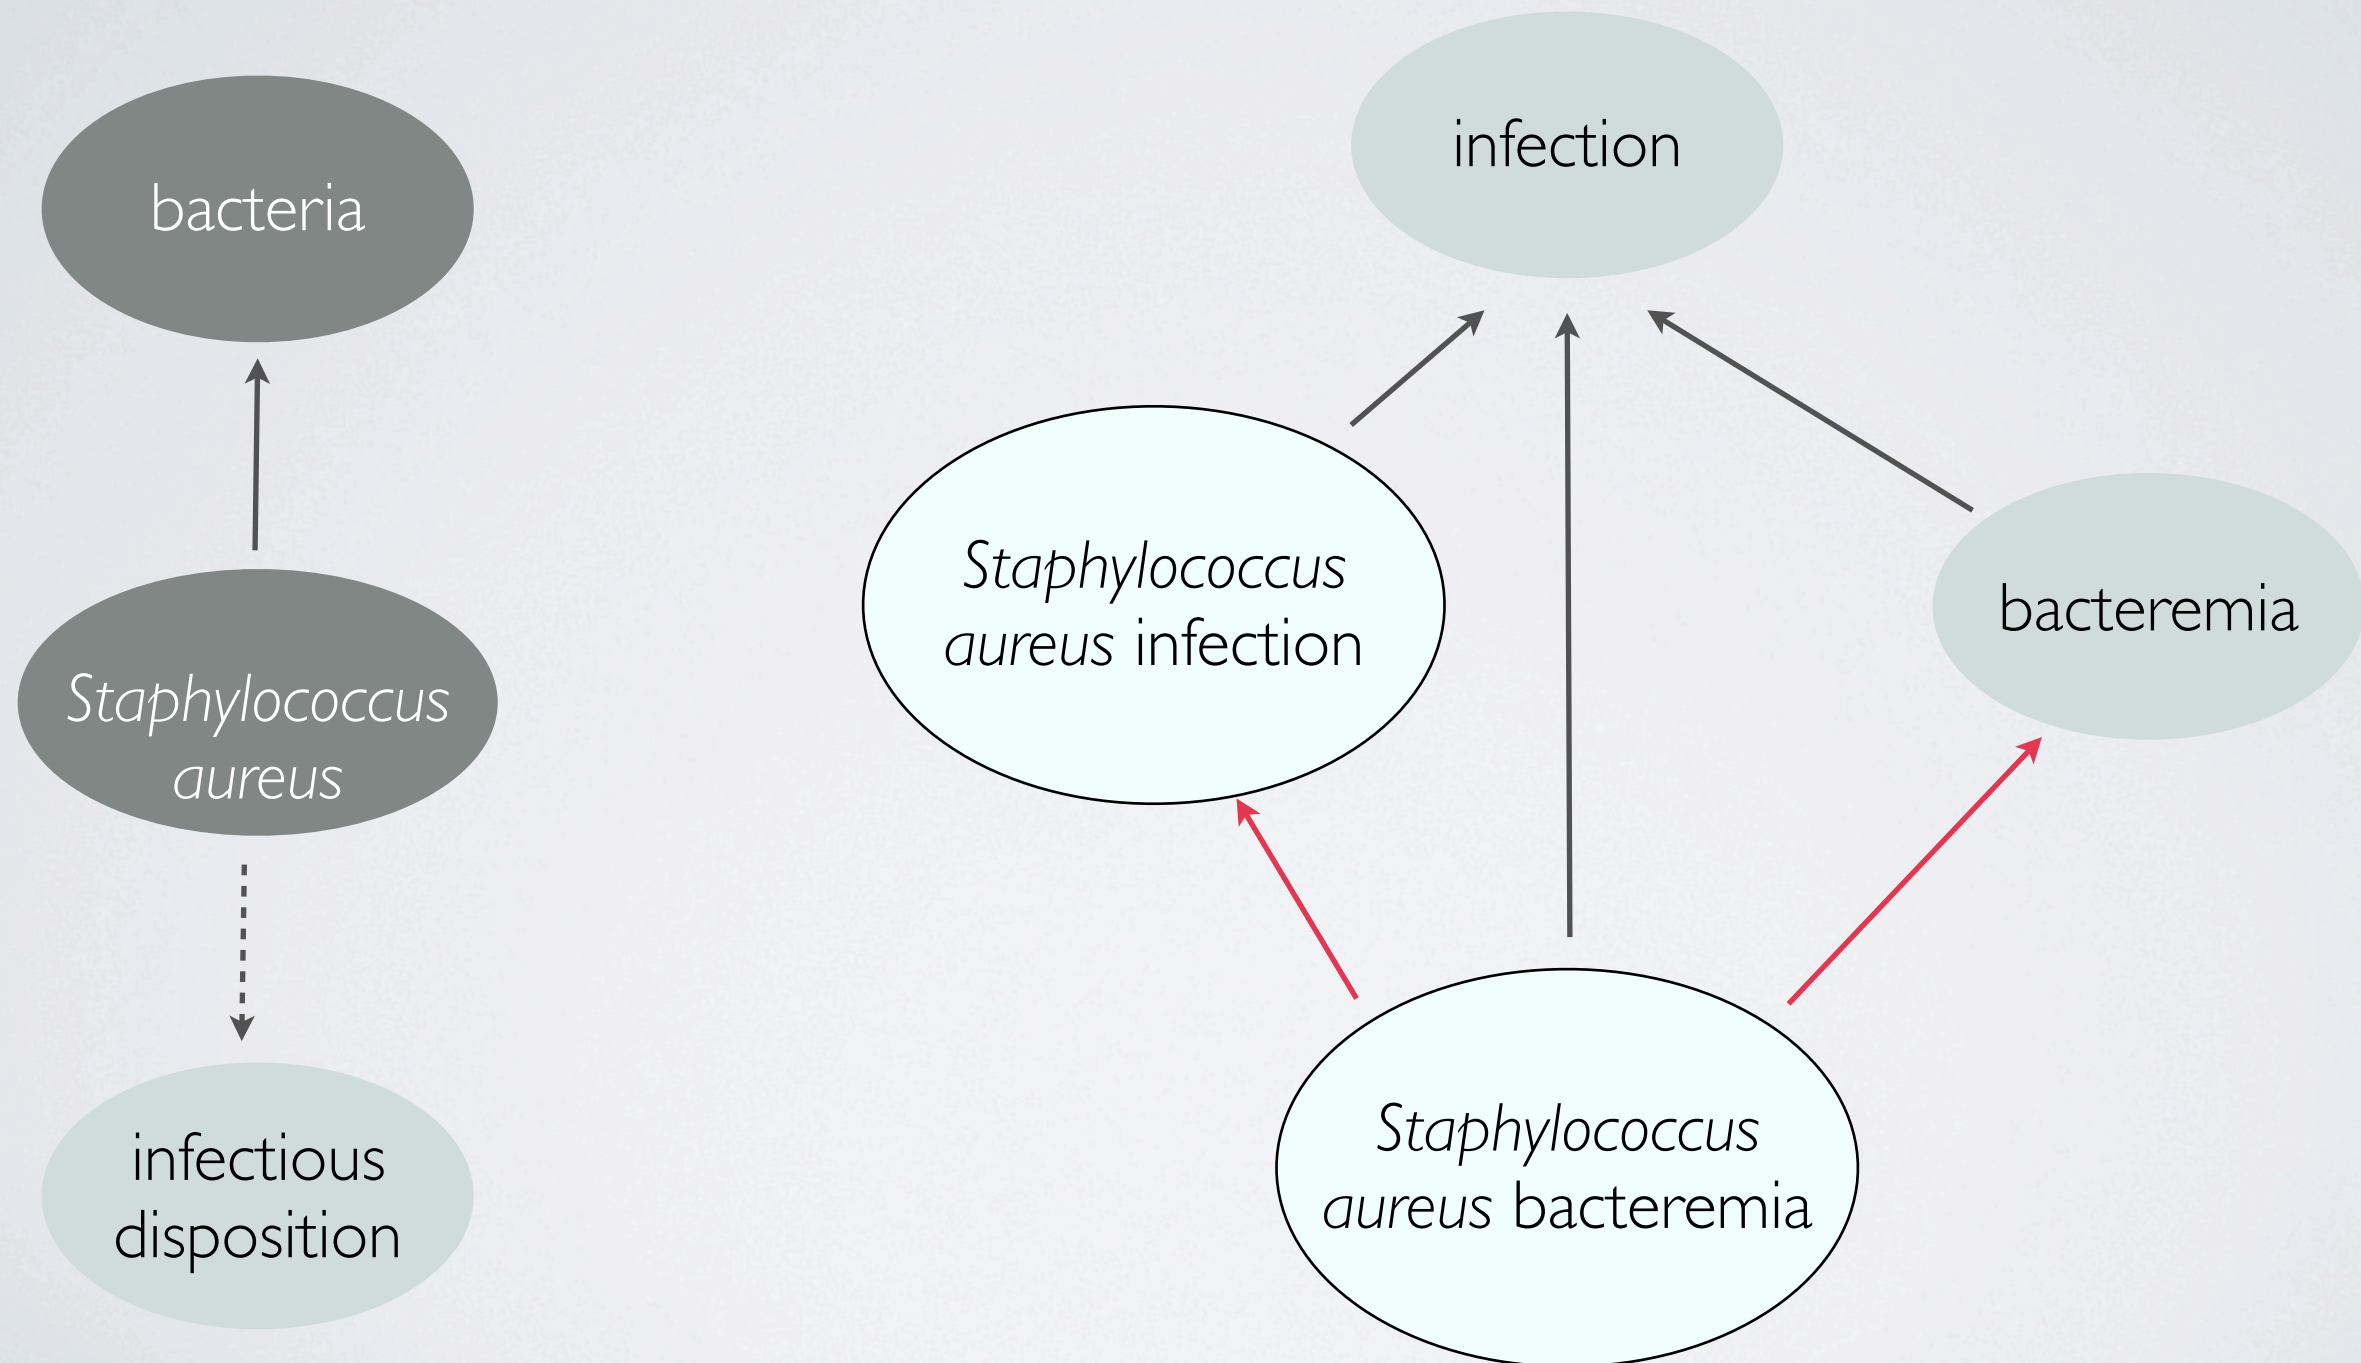 bacteria
Staphylococcus
aureus
infectious
disposition
infection
Staphylococcus
aureus infection
bacteremia
Staphylococcus
aureus bacteremia